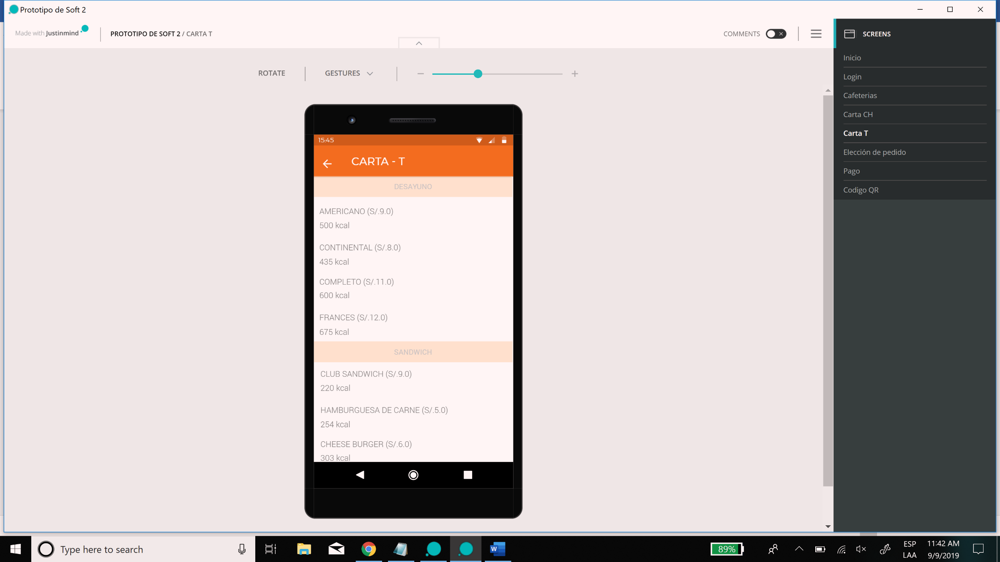 Prototipo de Soft 2
Made with Justinmind
PROTOTIPO DE SOFT 2 / CARTA T
COMMENTS
SCREENS
Inicio
Login
Cafeterias
Carta CH
Carta T
Elección de pedido
Pago
Codigo QR
ROTATE
GESTURES
15:45
CARTA - T
DESAYUNO
AMERICANO (S/.9.0)
500 kcal
CONTINENTAL (S/.8.0)
435 kcal
COMPLETO (S/.11.0)
600 kcal
FRANCES (S/.12.0)
675 kcal
SANDWICH
CLUB SANDWICH (S/.9.0)
220 kcal
HAMBURGUESA DE CARNE (S/.5.0)
254 kcal
CHEESE BURGER (S/.6.0)
303 kcal
Type here to search
W
89%
ESP
LAA
11:42 AM
9/9/2019